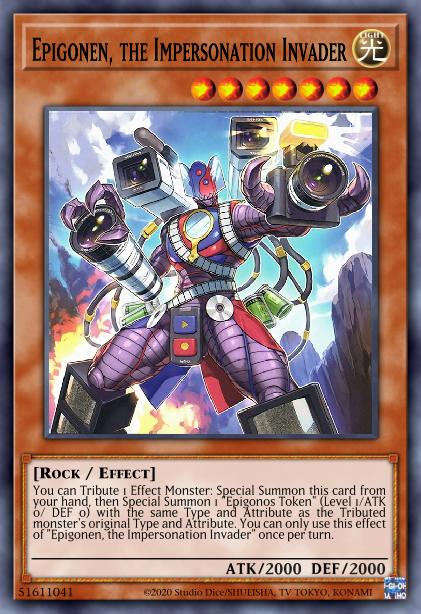 Epigonen, the Impersonation Invader
LIGHT
光
[Rock / Effect]
You can Tribute 1 Effect Monster: Special Summon this card from
your hand, then Special Summon 1 "Epigonos Token" (Level 1/ATK
0/ DEF 0) with the same Type and Attribute as the Tributed
monster's original Type and Attribute. You can only use this effect
of "Epigonen, the Impersonation Invader" once per turn.
ATK/2000 DEF/2000
51611041
©2020 Studio Dice/SHUEISHA, TV TOKYO, KONAMI